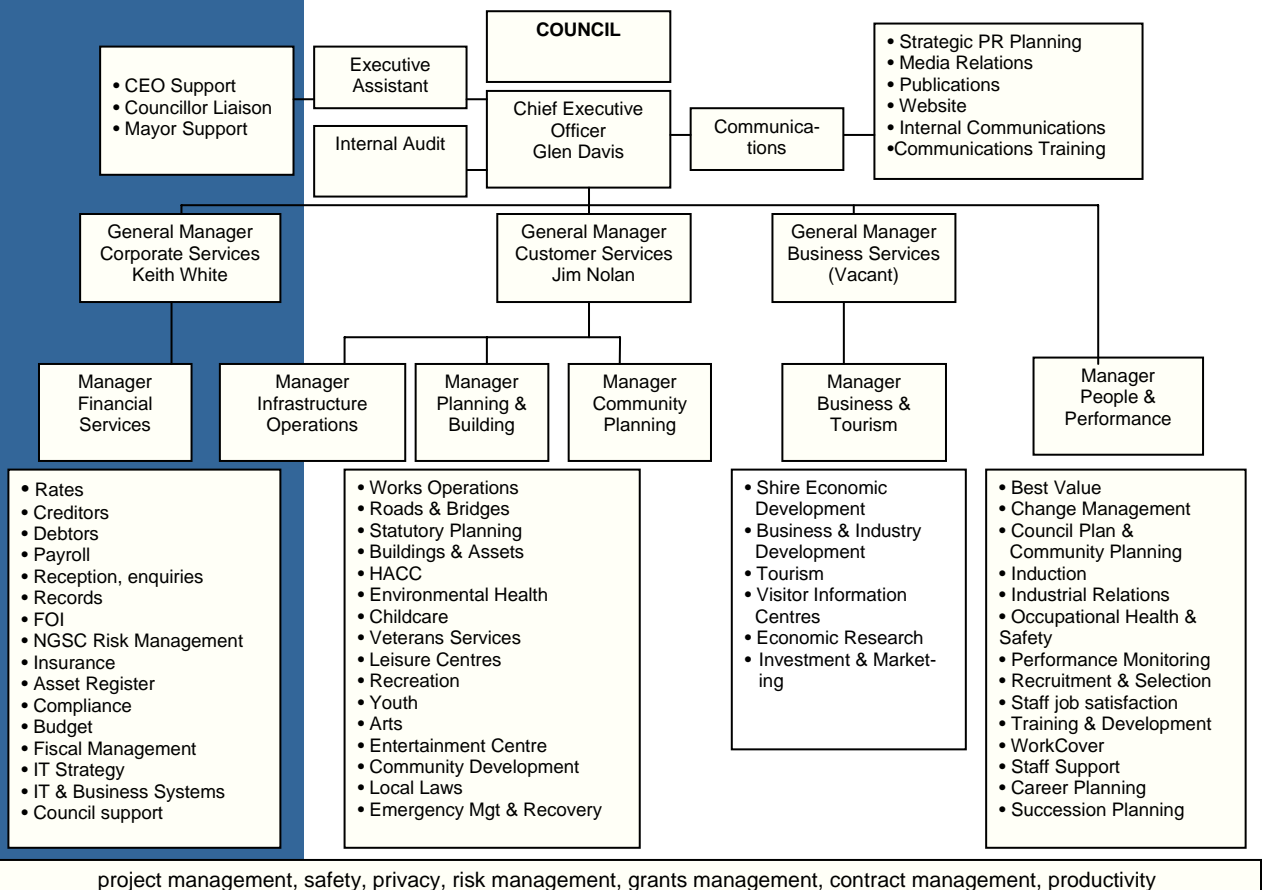 COUNCIL
• CEO Support
• Councillor Liaison
• Mayor Support
Executive
Assistant
Internal Audit
Chief Executive
Officer
Glen Davis
Communica-
tions
• Strategic PR Planning
• Media Relations
• Publications
• Website
• Internal Communications
•Communications Training
General Manager
Corporate Services
Keith White
General Manager
Customer Services
Jim Nolan
General Manager
Business Services
(Vacant)
Manager
Financial
Services
Manager
Infrastructure
Operations
Manager
Planning &
Building
Manager
Community
Planning
Manager
Business &
Tourism
Manager
People &
Performance
• Rates
• Creditors
• Debtors
• Payroll
• Reception, enquiries
• Records
• FOI
• NGSC Risk Management
• Insurance
• Asset Register
• Compliance
• Budget
• Fiscal Management
• IT Strategy
• IT & Business Systems
• Council support
• Works Operations
• Roads & Bridges
• Statutory Planning
• Buildings & Assets
• HACC
• Environmental Health
• Childcare
• Veterans Services
• Leisure Centres
• Recreation
• Youth
• Arts
• Entertainment Centre
• Community Development
• Local Laws
• Emergency Mgt & Recovery
• Shire Economic
Development
• Business & Industry
Development
• Tourism
• Visitor Information
Centres
• Economic Research
• Investment & Market-
ing
• Best Value
• Change Management
• Council Plan &
Community Planning
• Induction
• Industrial Relations
• Occupational Health &
Safety
• Performance Monitoring
• Recruitment & Selection
• Staff job satisfaction
• Training & Development
• WorkCover
• Staff Support
• Career Planning
• Succession Planning
project management, safety, privacy, risk management, grants management, contract management, productivity